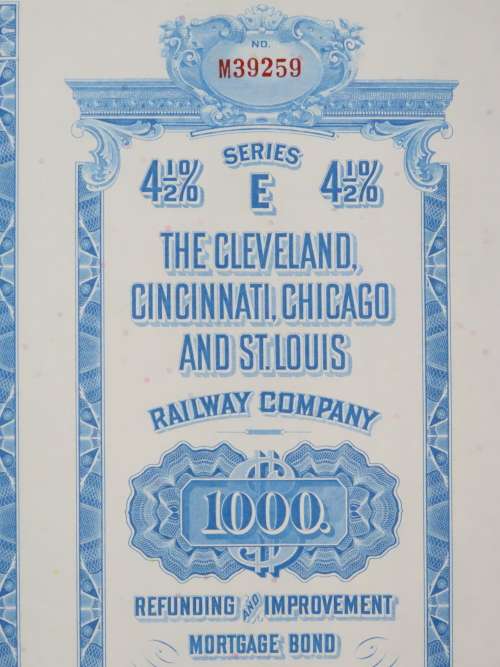 NO.
M39259
SERIES
4½% E 4½%
THE CLEVELAND,
CINCINNATI, CHICAGO
AND ST. LOUIS
RAILWAY COMPANY
$
1000.
REFUNDING AND IMPROVEMENT
MORTGAGE BOND